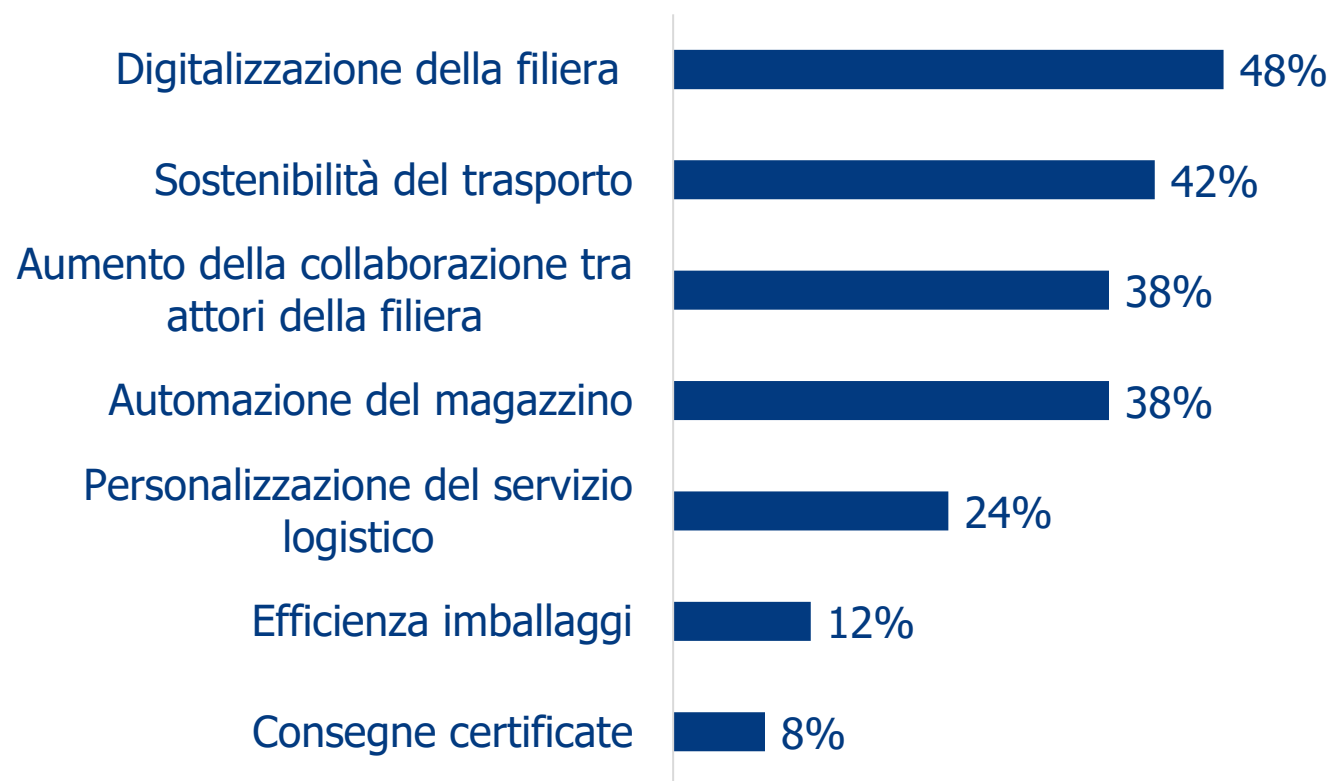 Digitalizzazione della filiera 48%
Sostenibilità del trasporto 42%
Aumento della collaborazione tra
attori della filiera 38%
Automazione del magazzino 38%
Personalizzazione del servizio
logistico 24%
Efficienza imballaggi 12%
Consegne certificate 8%